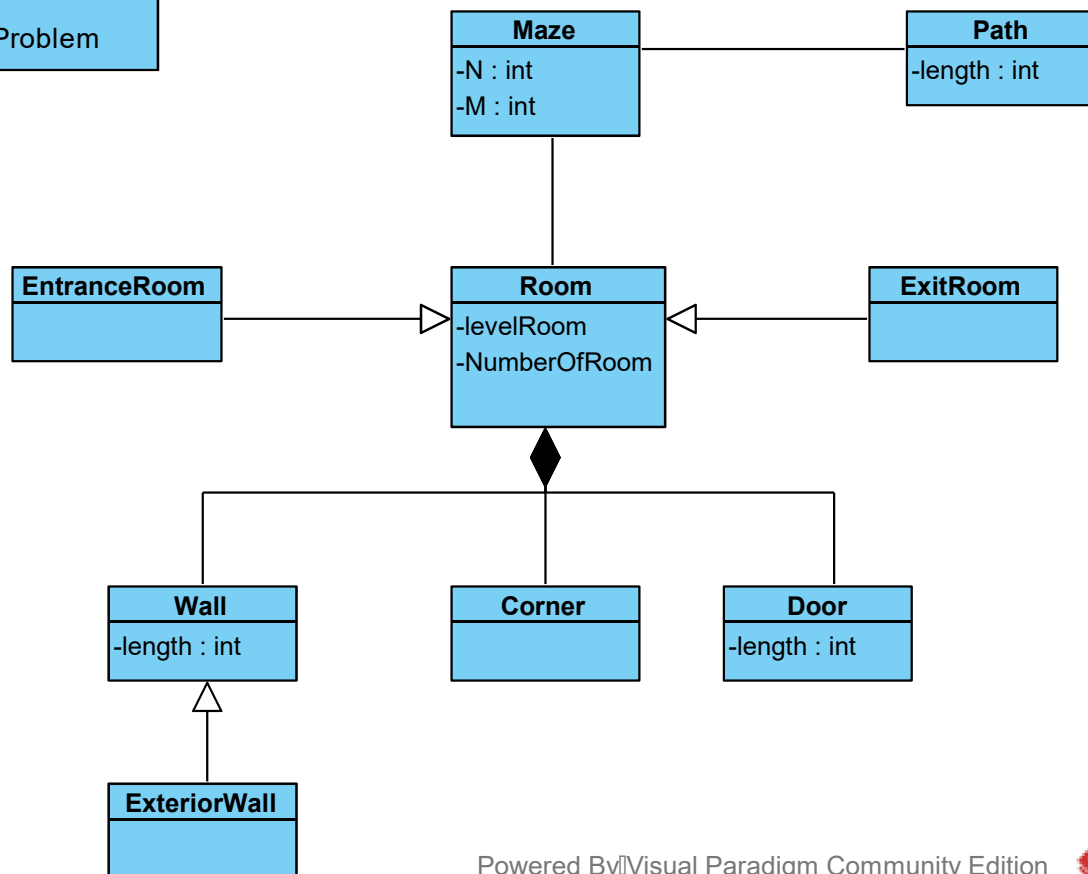 Problem
Maze
-N : int
-M : int
Path
-length : int
EntranceRoom
Room
-levelRoom
-NumberOfRoom
ExitRoom
Wall
-length : int
Corner
Door
-length : int
ExteriorWall
Powered By Visual Paradigm Community Edition